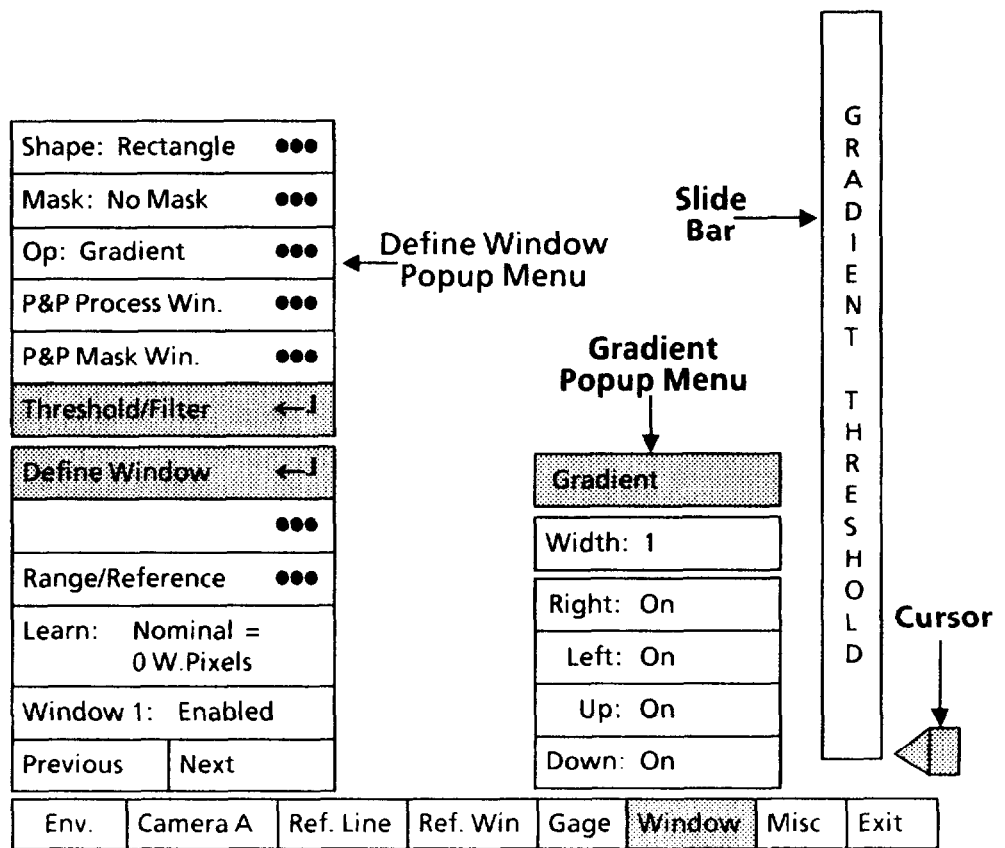 Shape: Rectangle ●●●
Mask: No Mask ●●●
Op: Gradient ●●●
P&P Process Win. ●●●
P&P Mask Win. ●●●
Threshold/Filter
Define Window
●●●
Range/Reference ●●●
Learn: Nominal =
0 W.Pixels
Window 1: Enabled
Previous Next
Define Window
Popup Menu
Gradient
Popup Menu
Gradient
Width: 1
Right: On
Left: On
Up: On
Down: On
Slide
Bar
GRADIENT THRESHOLD
Cursor
Env. Camera A Ref. Line Ref. Win Gage Window Misc Exit